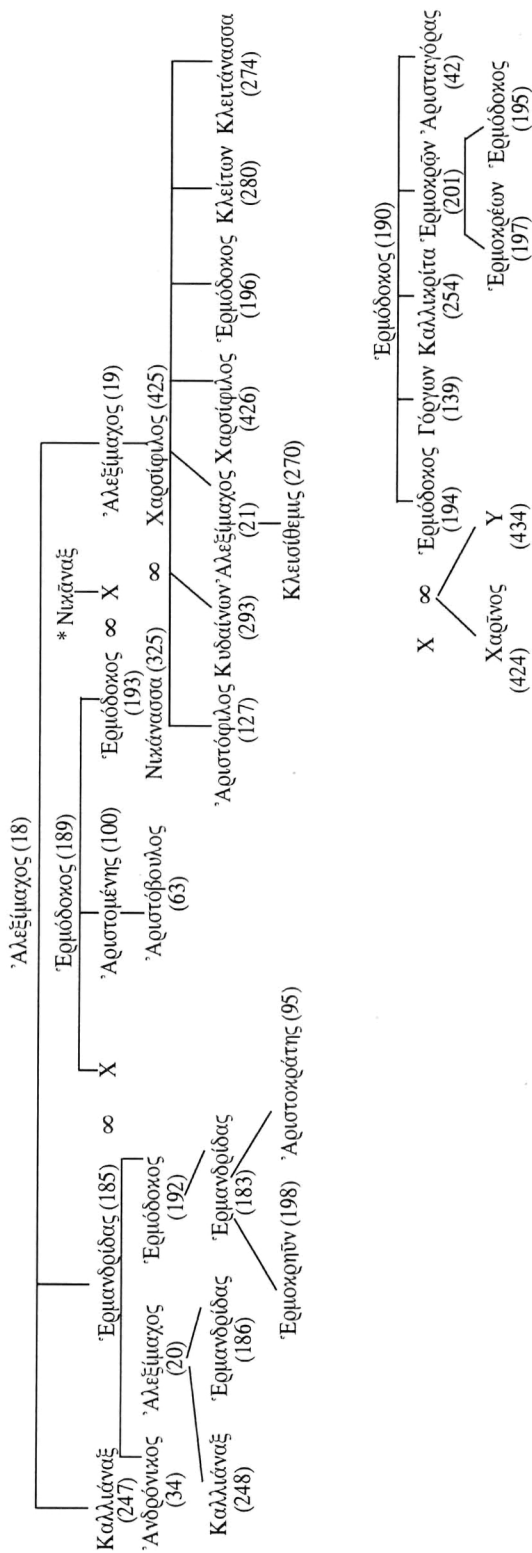 Ἀλεξίμαχος (18)
Ἑρμόδοκος (189) Ἀλεξίμαχος (19)
* Νικᾶναξ
Καλλιάναξ (247) Ἑρμανδρίδας (185) ∞ X Ἀριστομένης (100) Ἑρμόδοκος (193) ∞ X
Χαρσίφιλος (425)
Ἀνδρόνικος (34) Ἀλεξίμαχος (20) Ἑρμόδοκος (192) Ἀριστόβουλος (63) Νικάνασσα (325) ∞
Καλλιάναξ (248) Ἑρμανδρίδας (186) Ἑρμανδρίδας (183)
Ἀριστόφιλος (127) Κυδαίνων (293) Ἀλεξίμαχος (21) Χαρσίφιλος (426) Ἑρμόδοκος (196) Κλείτων (280) Κλειτάνασσα (274)
Ἑρμοκρηῦν (198) Ἀριστοκράτης (95)
Κλεισίθεμις (270)
Ἑρμόδοκος (190)
X ∞ Ἑρμόδοκος (194) Γόργων (139) Καλλικρίτα (254) Ἑρμοκρῶν (201) Ἀρισταγόρας (42)
Χαρῖνος (424) Y (434) Ἑρμοκρέων (197) Ἑρμόδοκος (195)